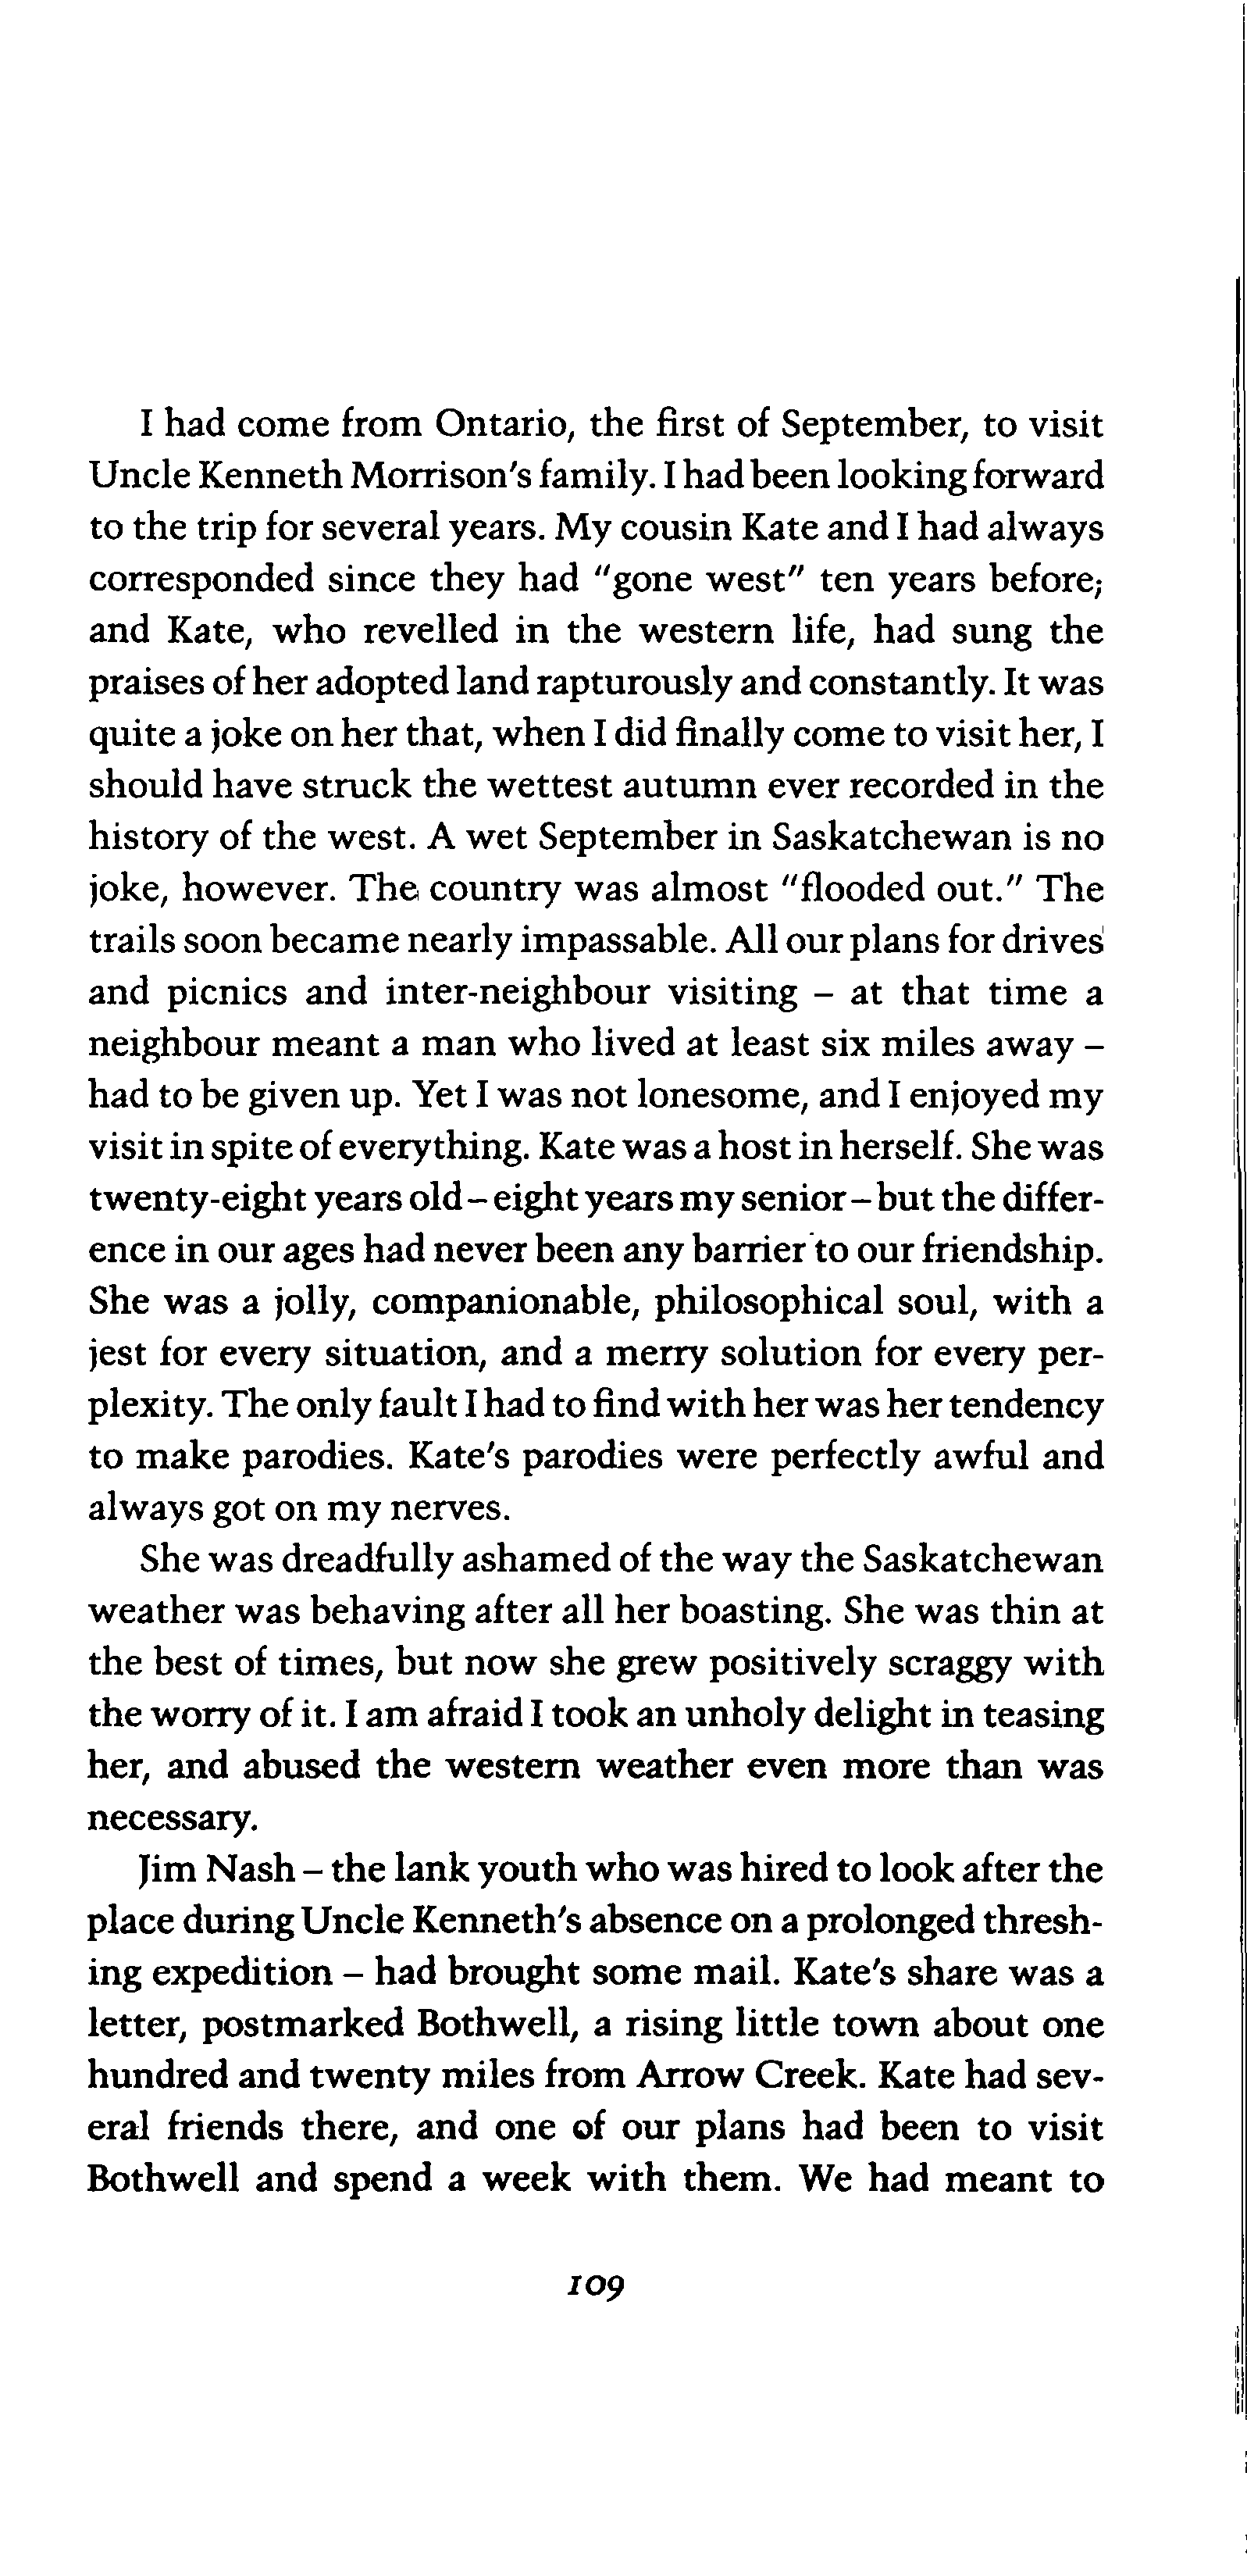 I had come from Ontario, the first of September, to visit
Uncle Kenneth Morrison's family. I had been looking forward
to the trip for several years. My cousin Kate and I had always
corresponded since they had "gone west" ten years before;
and Kate, who revelled in the western life, had sung the
praises of her adopted land rapturously and constantly. It was
quite a joke on her that, when I did finally come to visit her, I
should have struck the wettest autumn ever recorded in the
history of the west. A wet September in Saskatchewan is no
joke, however. The country was almost "flooded out." The
trails soon became nearly impassable. All our plans for drives
and picnics and inter-neighbour visiting – at that time a
neighbour meant a man who lived at least six miles away –
had to be given up. Yet I was not lonesome, and I enjoyed my
visit in spite of everything. Kate was a host in herself. She was
twenty-eight years old – eight years my senior – but the differ-
ence in our ages had never been any barrier to our friendship.
She was a jolly, companionable, philosophical soul, with a
jest for every situation, and a merry solution for every per-
plexity. The only fault I had to find with her was her tendency
to make parodies. Kate's parodies were perfectly awful and
always got on my nerves.
She was dreadfully ashamed of the way the Saskatchewan
weather was behaving after all her boasting. She was thin at
the best of times, but now she grew positively scraggy with
the worry of it. I am afraid I took an unholy delight in teasing
her, and abused the western weather even more than was
necessary.
Jim Nash – the lank youth who was hired to look after the
place during Uncle Kenneth's absence on a prolonged thresh-
ing expedition – had brought some mail. Kate's share was a
letter, postmarked Bothwell, a rising little town about one
hundred and twenty miles from Arrow Creek. Kate had sev-
eral friends there, and one of our plans had been to visit
Bothwell and spend a week with them. We had meant to
109